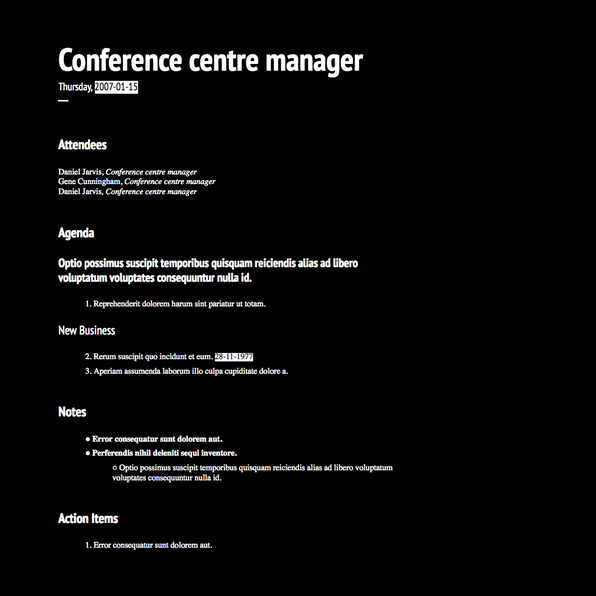 Conference centre manager
Thursday, 2007-01-15
Attendees
Daniel Jarvis, Conference centre manager
Gene Cunningham, Conference centre manager
Daniel Jarvis, Conference centre manager
Agenda
Optio possimus suscipit temporibus quisquam reiciendis alias ad libero
voluptatum voluptates consequuntur nulla id.
1. Reprehenderit dolorem harum sint pariatur ut totam.
New Business
2. Rerum suscipit quo incidunt et eum. 28-11-1977
3. Aperiam assumenda laborum illo culpa cupiditate dolore a.
Notes
● Error consequatur sunt dolorem aut.
● Perferendis nihil deleniti sequi inventore.
○ Optio possimus suscipit temporibus quisquam reiciendis alias ad libero voluptatum
voluptates consequuntur nulla id.
Action Items
1. Error consequatur sunt dolorem aut.